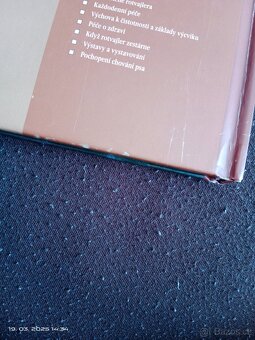 rotvajlera
Každodenní péče
Výchova k čistotnosti a základy výcviku
Péče o zdraví
Když rotvajler zestárne
Výstavy a vystavování
Pochopení chování psa
19. 03. 2025 14:34